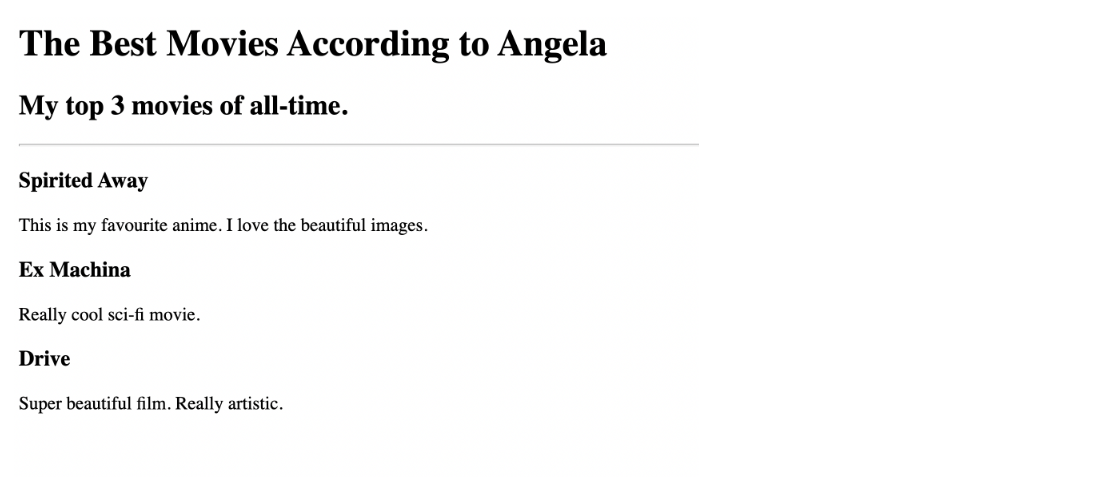 The Best Movies According to Angela
My top 3 movies of all-time.
Spirited Away
This is my favourite anime. I love the beautiful images.
Ex Machina
Really cool sci-fi movie.
Drive
Super beautiful film. Really artistic.